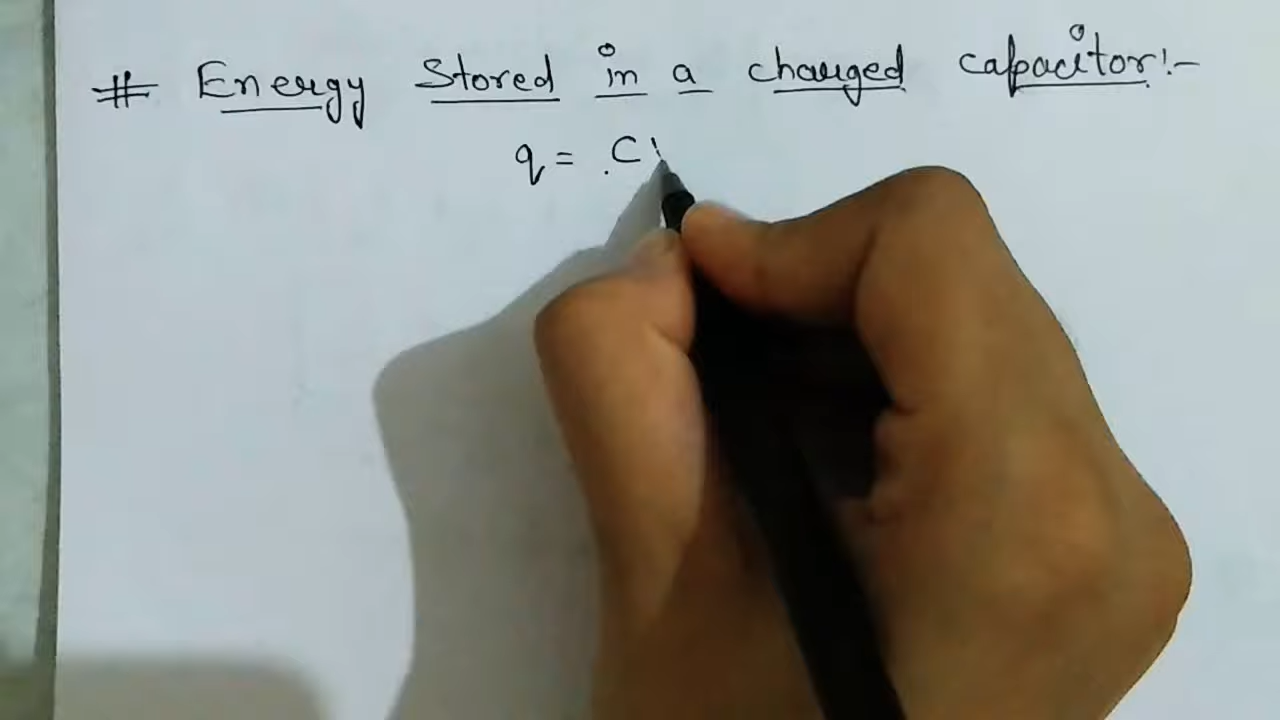 # Energy Stored in a charged capacitor:-
q = C